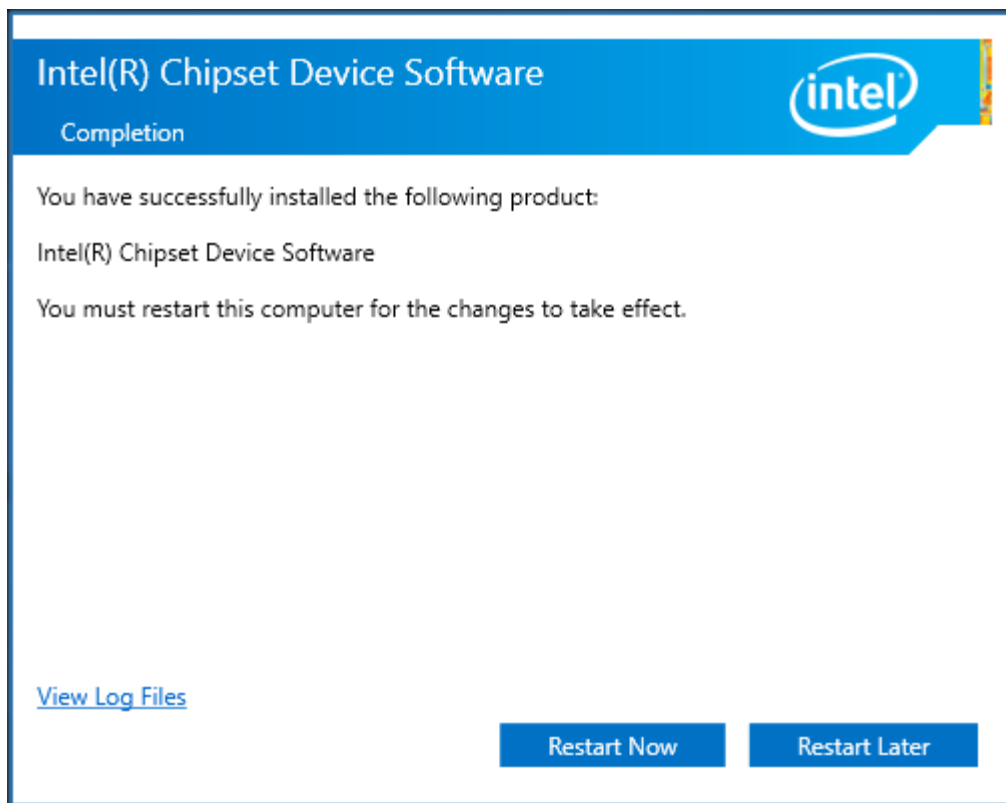 Intel(R) Chipset Device Software
intel
Completion
You have successfully installed the following product:
Intel(R) Chipset Device Software
You must restart this computer for the changes to take effect.
View Log Files
Restart Now
Restart Later